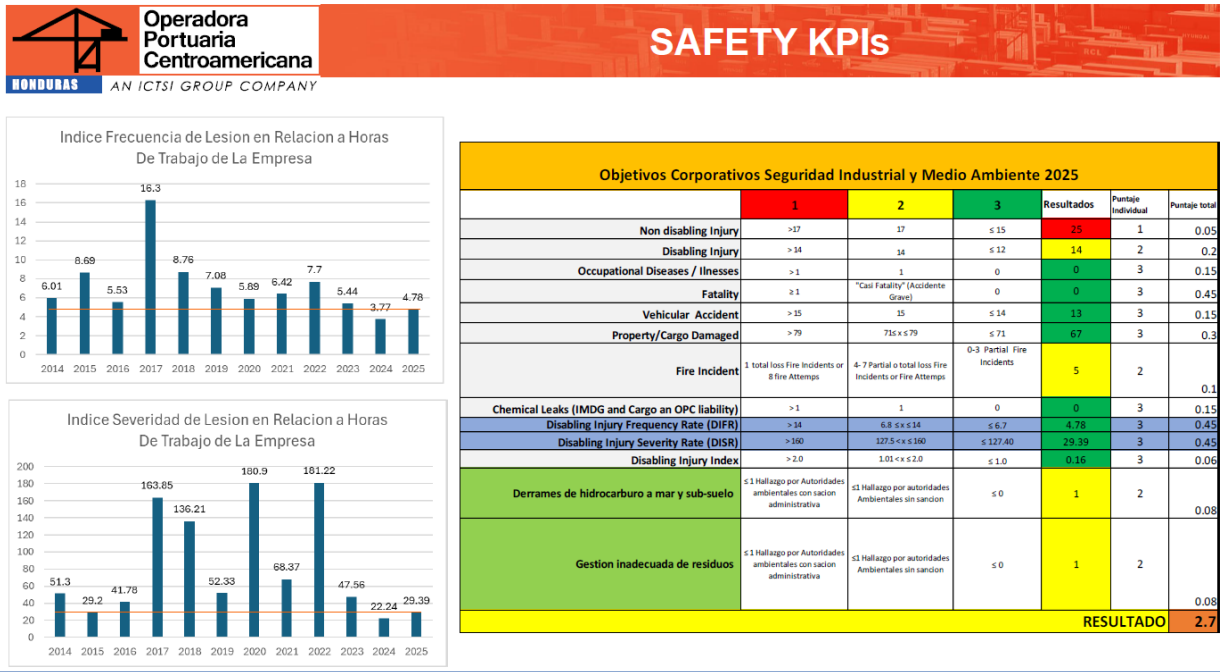 Operadora
Portuaria
Centroamericana
HONDURAS
AN ICTSI GROUP COMPANY
SAFETY KPIs
Indice Frecuencia de Lesion en Relacion a Horas
De Trabajo de La Empresa
18
16
14
12
10
8
6
4
2
0
6.01
8.69
5.53
16.3
8.76
7.08
5.89
6.42
7.7
5.44
3.77
4.78
2014 2015 2016 2017 2018 2019 2020 2021 2022 2023 2024 2025
Indice Severidad de Lesion en Relacion a Horas
De Trabajo de La Empresa
200
180
160
140
120
100
80
60
40
20
0
51.3
29.2
41.78
163.85
136.21
52.33
180.9
68.37
181.22
47.56
22.24
29.39
2014 2015 2016 2017 2018 2019 2020 2021 2022 2023 2024 2025
Objetivos Corporativos Seguridad Industrial y Medio Ambiente 2025
1 2 3 Resultados Puntaje Individual Puntaje total
Non disabling Injury >17 17 ≤ 15 25 1 0.05
Disabling Injury > 14 14 ≤ 12 14 2 0.2
Occupational Diseases / Ilnesses > 1 1 0 0 3 0.15
Fatality ≥ 1 "Casi Fatality" (Accidente Grave) 0 0 3 0.45
Vehicular Accident > 15 15 ≤ 14 13 3 0.15
Property/Cargo Damaged > 79 71≤ x ≤ 79 ≤ 71 67 3 0.3
Fire Incident 1 total loss Fire Incidents or 8 fire Attemps 4- 7 Partial o total loss Fire Incidents or Fire Attemps 0-3 Partial Fire Incidents 5 2 0.1
Chemical Leaks (IMDG and Cargo an OPC liability) > 1 1 0 0 3 0.15
Disabling Injury Frequency Rate (DIFR) > 14 6.8 ≤ x ≤ 14 ≤ 6.7 4.78 3 0.45
Disabling Injury Severity Rate (DISR) > 160 127.5 < x ≤ 160 ≤ 127.40 29.39 3 0.45
Disabling Injury Index > 2.0 1.01 < x ≤ 2.0 ≤ 1.0 0.16 3 0.06
Derrames de hidrocarburo a mar y sub-suelo ≤ 1 Hallazgo por Autoridades ambientales con sacion administrativa ≤1 Hallazgo por autoridades Ambientales sin sancion ≤ 0 1 2 0.08
Gestion inadecuada de residuos ≤ 1 Hallazgo por Autoridades ambientales con sacion administrativa ≤1 Hallazgo por autoridades Ambientales sin sancion ≤ 0 1 2 0.08
RESULTADO 2.7